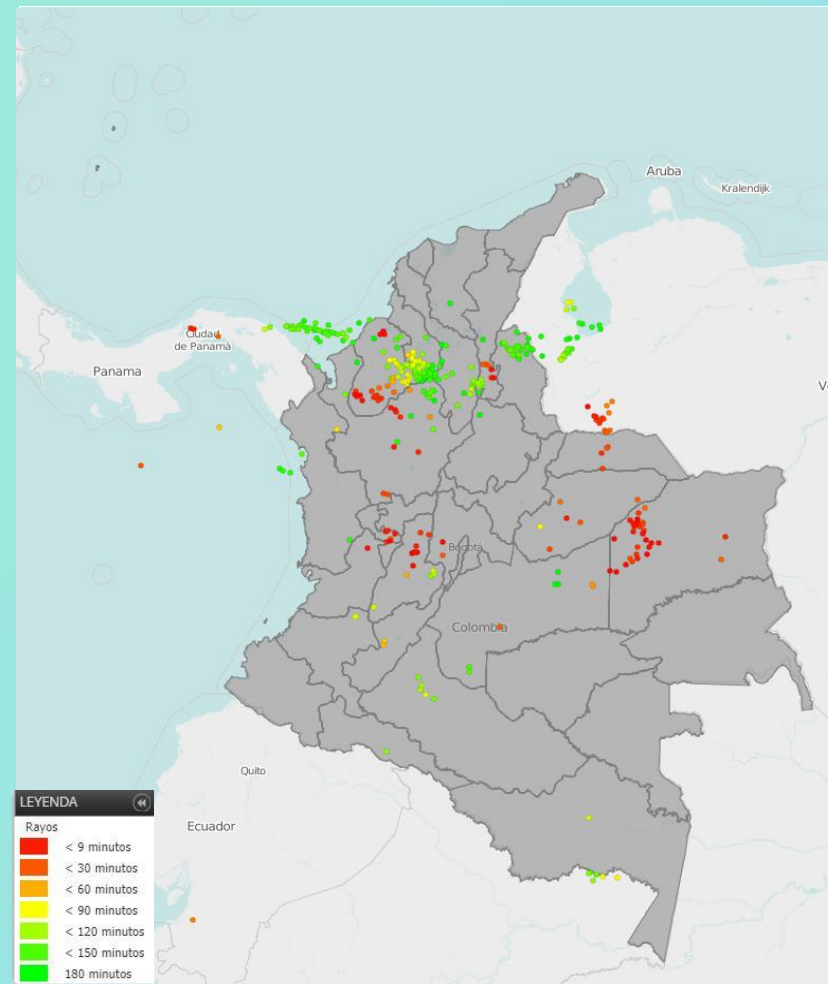 Aruba
Kralendijk
Ciudad
de Panamá
Panama
V
Bogotá
Colombia
Quito
Ecuador
LEYENDA
Rayos
< 9 minutos
< 30 minutos
< 60 minutos
< 90 minutos
< 120 minutos
< 150 minutos
180 minutos